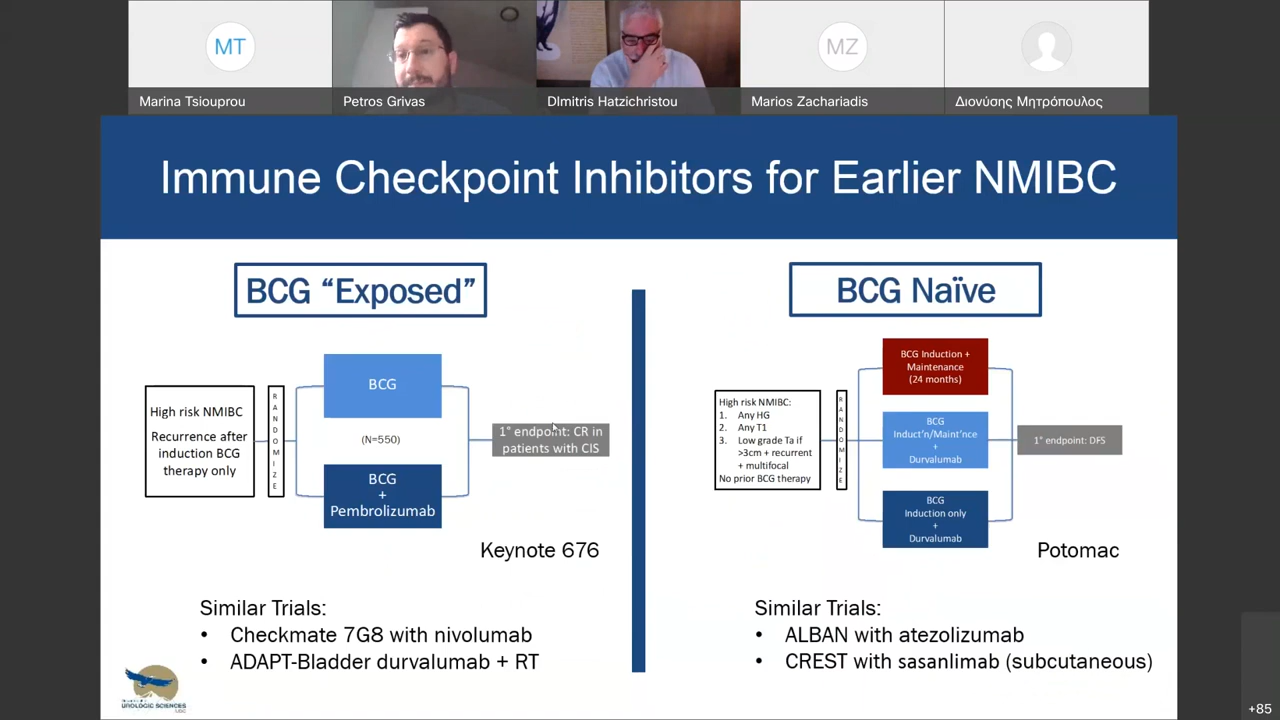 MT
MZ
Marina Tsiouprou
Petros Grivas
DImitris Hatzichristou
Marios Zachariadis
Διονύσης Μητρόπουλος
Immune Checkpoint Inhibitors for Earlier NMIBC
BCG “Exposed”
High risk NMIBC
Recurrence after
induction BCG
therapy only
RANDOMIZE
BCG
(N=550)
BCG
+
Pembrolizumab
1° endpoint: CR in
patients with CIS
Keynote 676
Similar Trials:
• Checkmate 7G8 with nivolumab
• ADAPT-Bladder durvalumab + RT
BCG Naïve
High risk NMIBC:
1. Any HG
2. Any T1
3. Low grade Ta if
>3cm + recurrent
+ multifocal
No prior BCG therapy
RANDOMIZE
BCG Induction +
Maintenance
(24 months)
BCG
Induct’n/Maint’nce
+
Durvalumab
BCG
Induction only
+
Durvalumab
1° endpoint: DFS
Potomac
Similar Trials:
• ALBAN with atezolizumab
• CREST with sasanlimab (subcutaneous)
UROLOGIC SCIENCES
+85